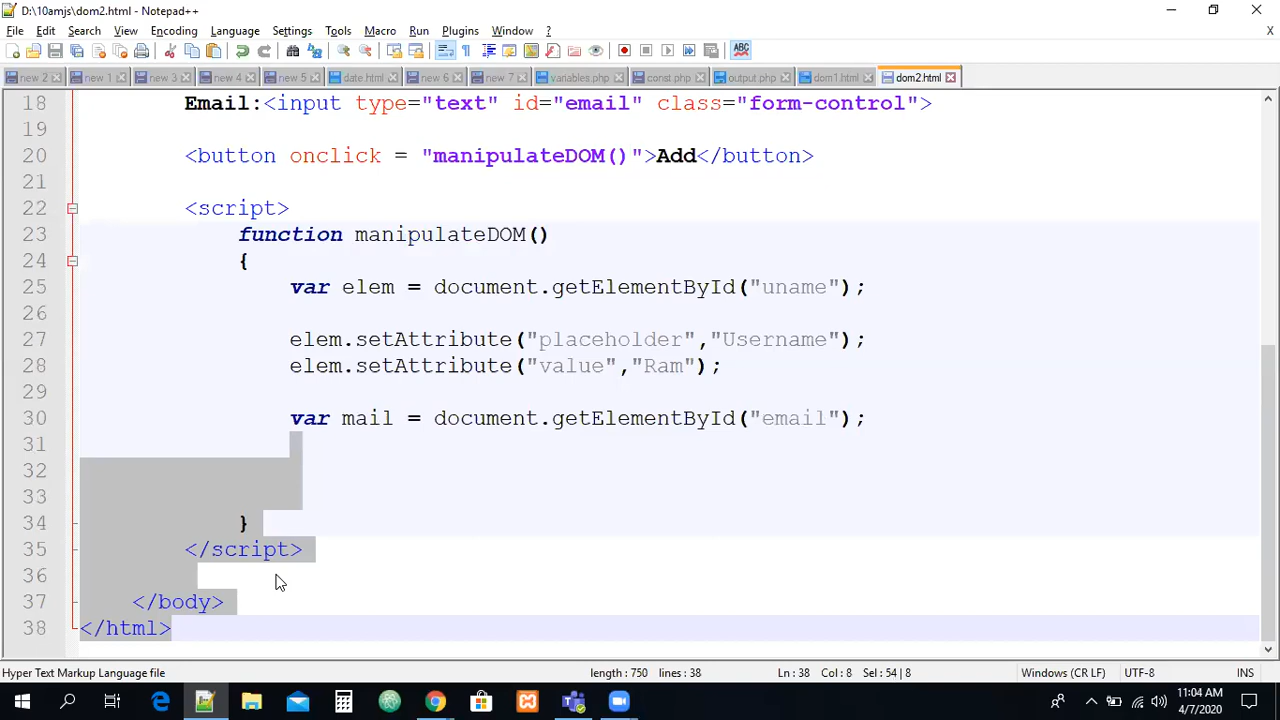 D:\10amjs\dom2.html - Notepad++
File Edit Search View Encoding Language Settings Tools Macro Run Plugins Window ?
X
ABC
new 2 new 1 new 3 new 4 new 5 date.html new 6 new 7 variables.php const.php output.php dom1.html dom2.html
18 Email:<input type="text" id="email" class="form-control">
19
20 <button onclick = "manipulateDOM()">Add</button>
21
22 <script>
23 function manipulateDOM()
24 {
25 var elem = document.getElementById("uname");
26
27 elem.setAttribute("placeholder","Username");
28 elem.setAttribute("value","Ram");
29
30 var mail = document.getElementById("email");
31
32
33
34 }
35 </script>
36
37 </body>
38 </html>
Hyper Text Markup Language file length : 750 lines : 38 Ln : 38 Col : 8 Sel : 54 | 8 Windows (CR LF) UTF-8 INS
11:04 AM
4/7/2020